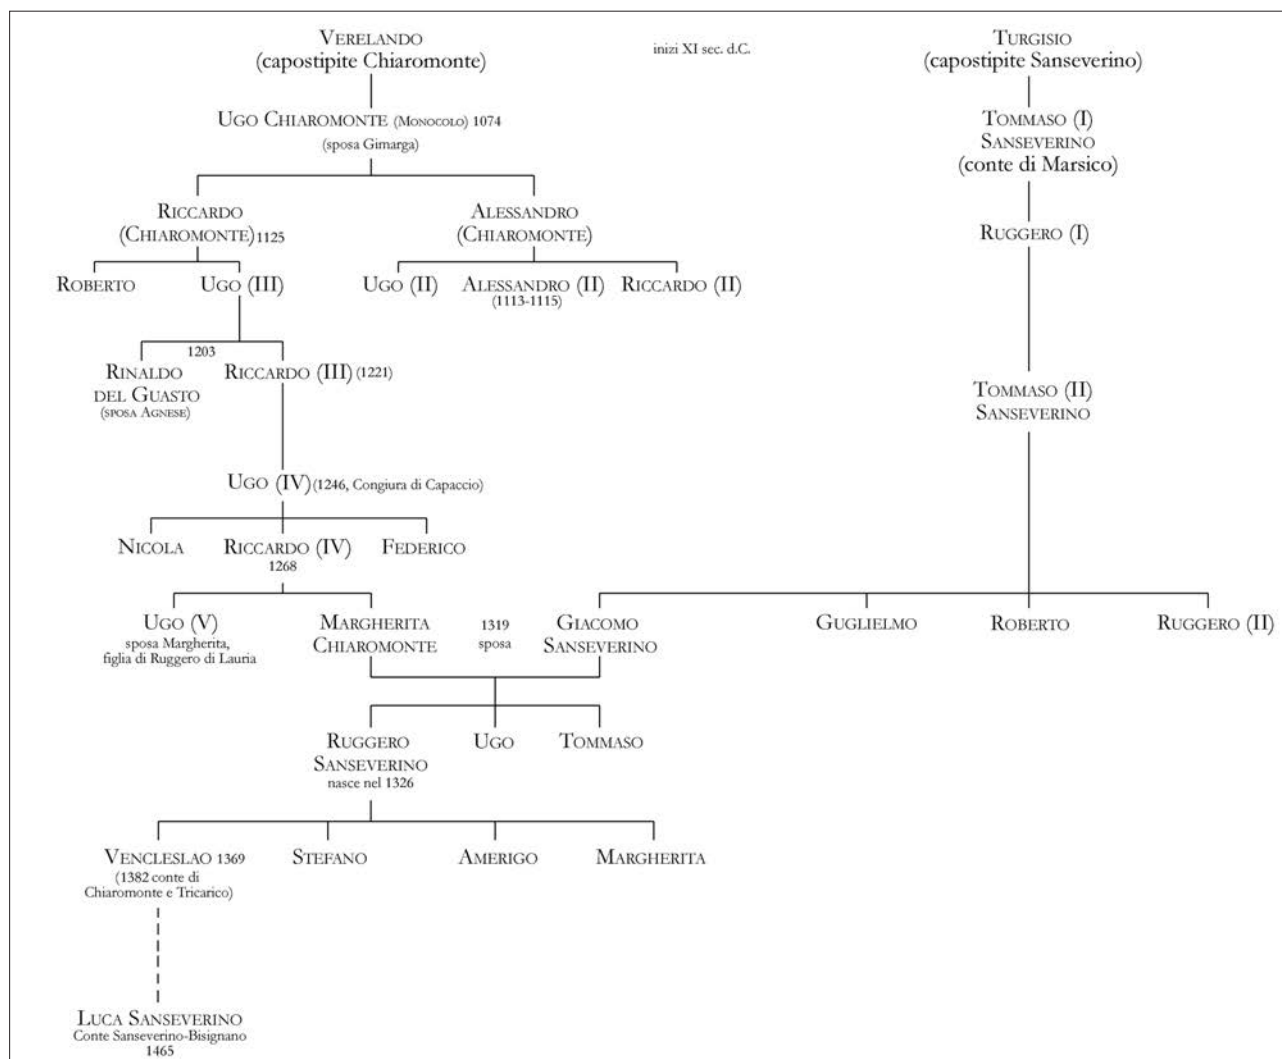 VERELANDO
(capostipite Chiaromonte)
inizi XI sec. d.C.
TURGISIO
(capostipite Sanseverino)
UGO CHIAROMONTE (MONOCOLO) 1074
(sposa Gimarga)
TOMMASO (I)
SANSEVERINO
(conte di Marsico)
RICCARDO
(CHIAROMONTE) 1125
ALESSANDRO
(CHIAROMONTE)
RUGGERO (I)
ROBERTO
UGO (III)
UGO (II)
ALESSANDRO (II)
(1113-1115)
RICCARDO (II)
1203
RINALDO
DEL GUASTO
(SPOSA AGNESE)
RICCARDO (III) (1221)
TOMMASO (II)
SANSEVERINO
UGO (IV) (1246, Congiura di Capaccio)
NICOLA
RICCARDO (IV)
1268
FEDERICO
UGO (V)
sposa Margherita,
figlia di Ruggero di Lauria
MARGHERITA
CHIAROMONTE
1319
sposa
GIACOMO
SANSEVERINO
GUGLIELMO
ROBERTO
RUGGERO (II)
RUGGERO
SANSEVERINO
nasce nel 1326
UGO
TOMMASO
VENCLESLAO 1369
(1382 conte di
Chiaromonte e Tricarico)
STEFANO
AMERIGO
MARGHERITA
LUCA SANSEVERINO
Conte Sanseverino-Bisignano
1465